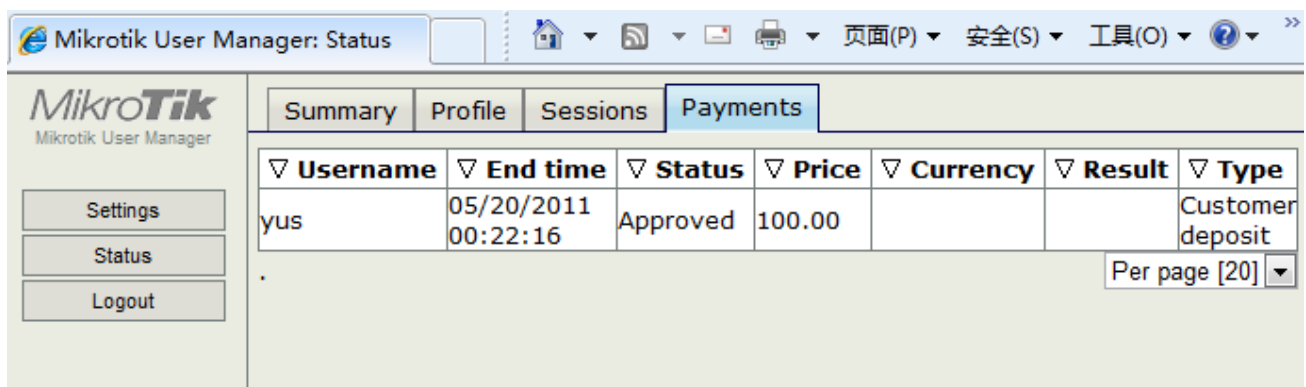 Mikrotik User Manager: Status 页面(P) 安全(S) 工具(O) »
MikroTik
Mikrotik User Manager
Summary Profile Sessions Payments
▽ Username ▽ End time ▽ Status ▽ Price ▽ Currency ▽ Result ▽ Type
yus 05/20/2011 00:22:16 Approved 100.00 Customer deposit
. Per page [20]
Settings
Status
Logout